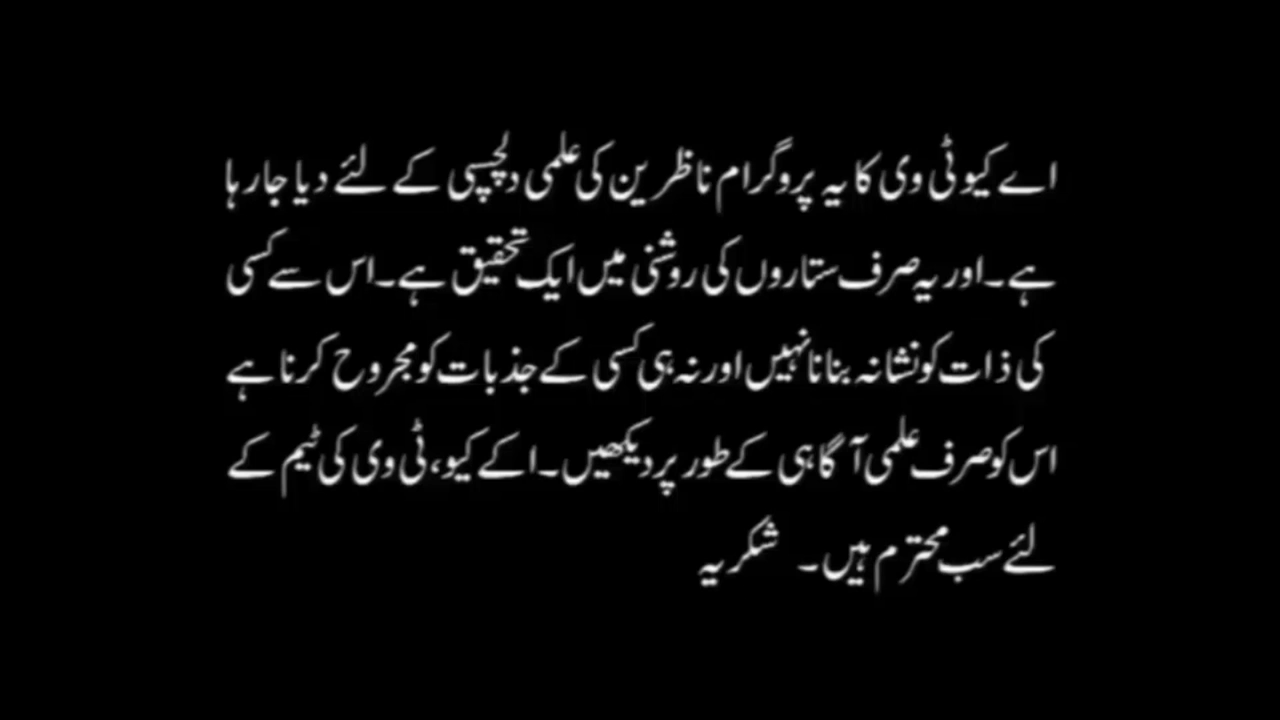 اے کیو ٹی وی کا یہ پروگرام ناظرین کی علمی دلچسپی کے لئے دیا جارہا
ہے۔اور یہ صرف ستاروں کی روشنی میں ایک تحقیق ہے۔اس سے کسی
کی ذات کو نشانہ بنانا نہیں اور نہ ہی کسی کے جذبات کو مجروح کرنا ہے
اس کو صرف علمی آگاہی کے طور پر دیکھیں۔اکے کیو،ٹی وی کی ٹیم کے
لئے سب محترم ہیں۔ شکریہ